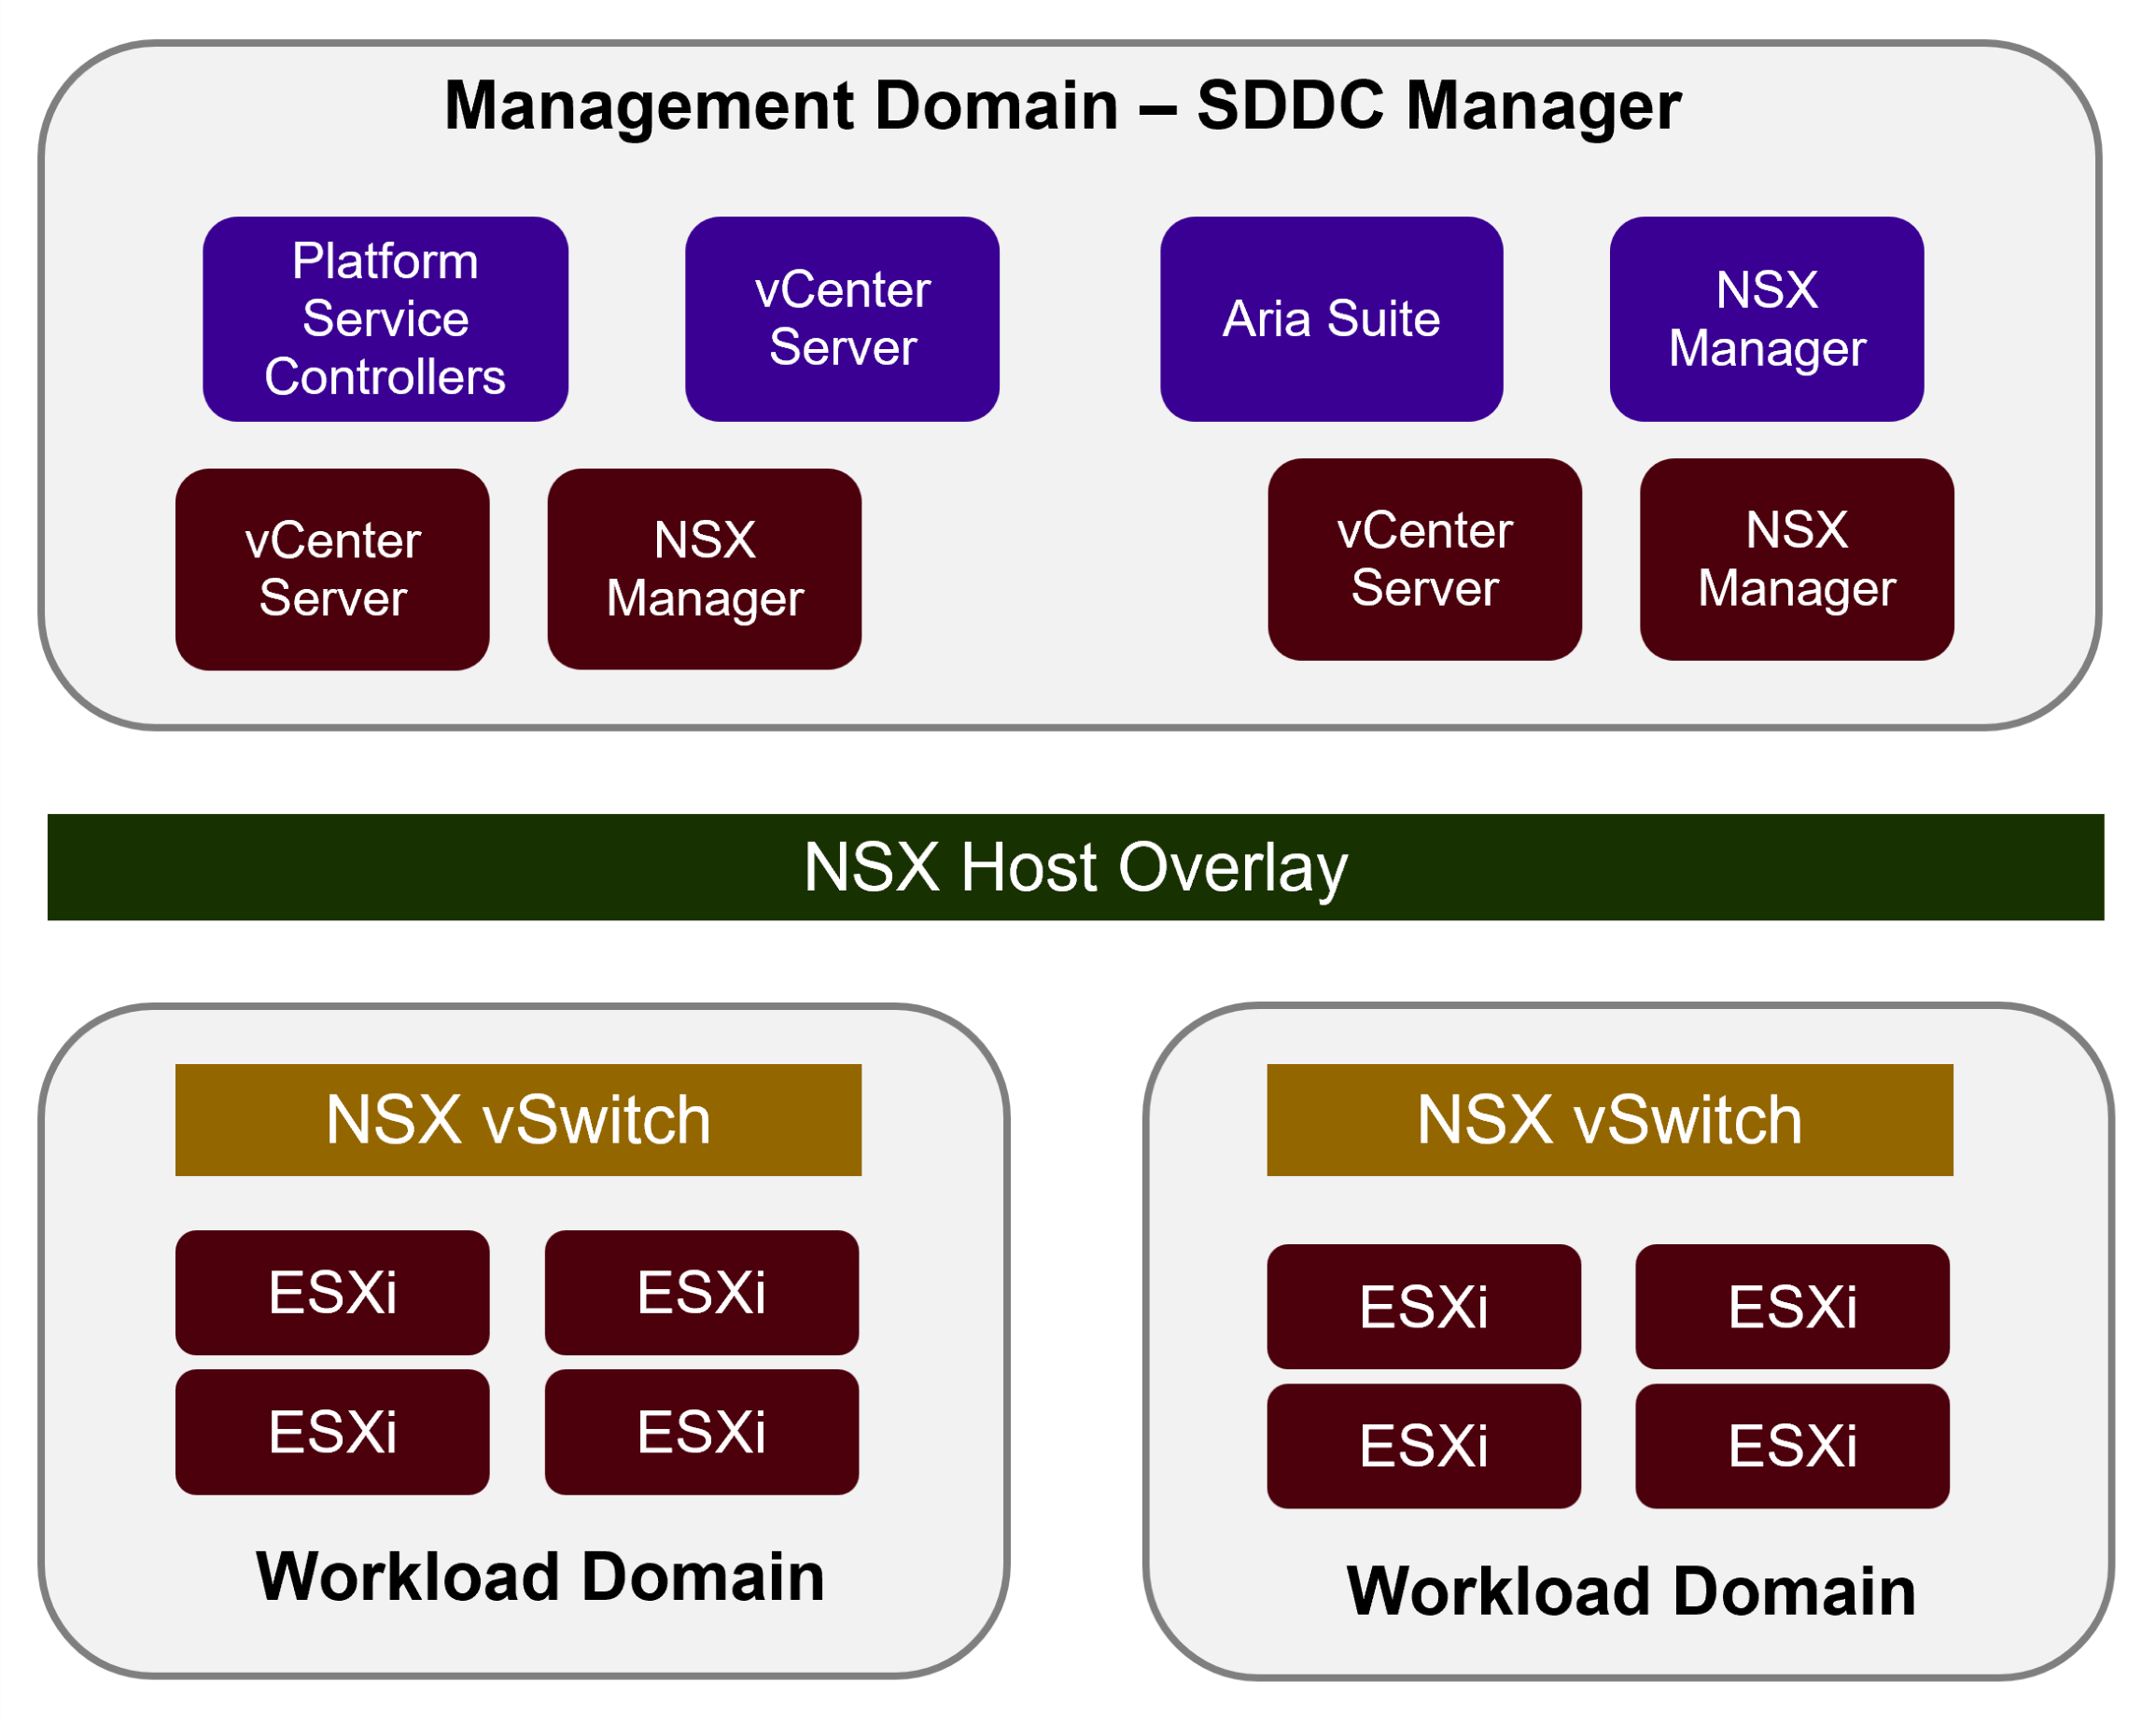 Management Domain – SDDC Manager
Platform
Service
Controllers
vCenter
Server
Aria Suite
NSX
Manager
vCenter
Server
NSX
Manager
vCenter
Server
NSX
Manager
NSX Host Overlay
NSX vSwitch
ESXi
ESXi
ESXi
ESXi
Workload Domain
NSX vSwitch
ESXi
ESXi
ESXi
ESXi
Workload Domain